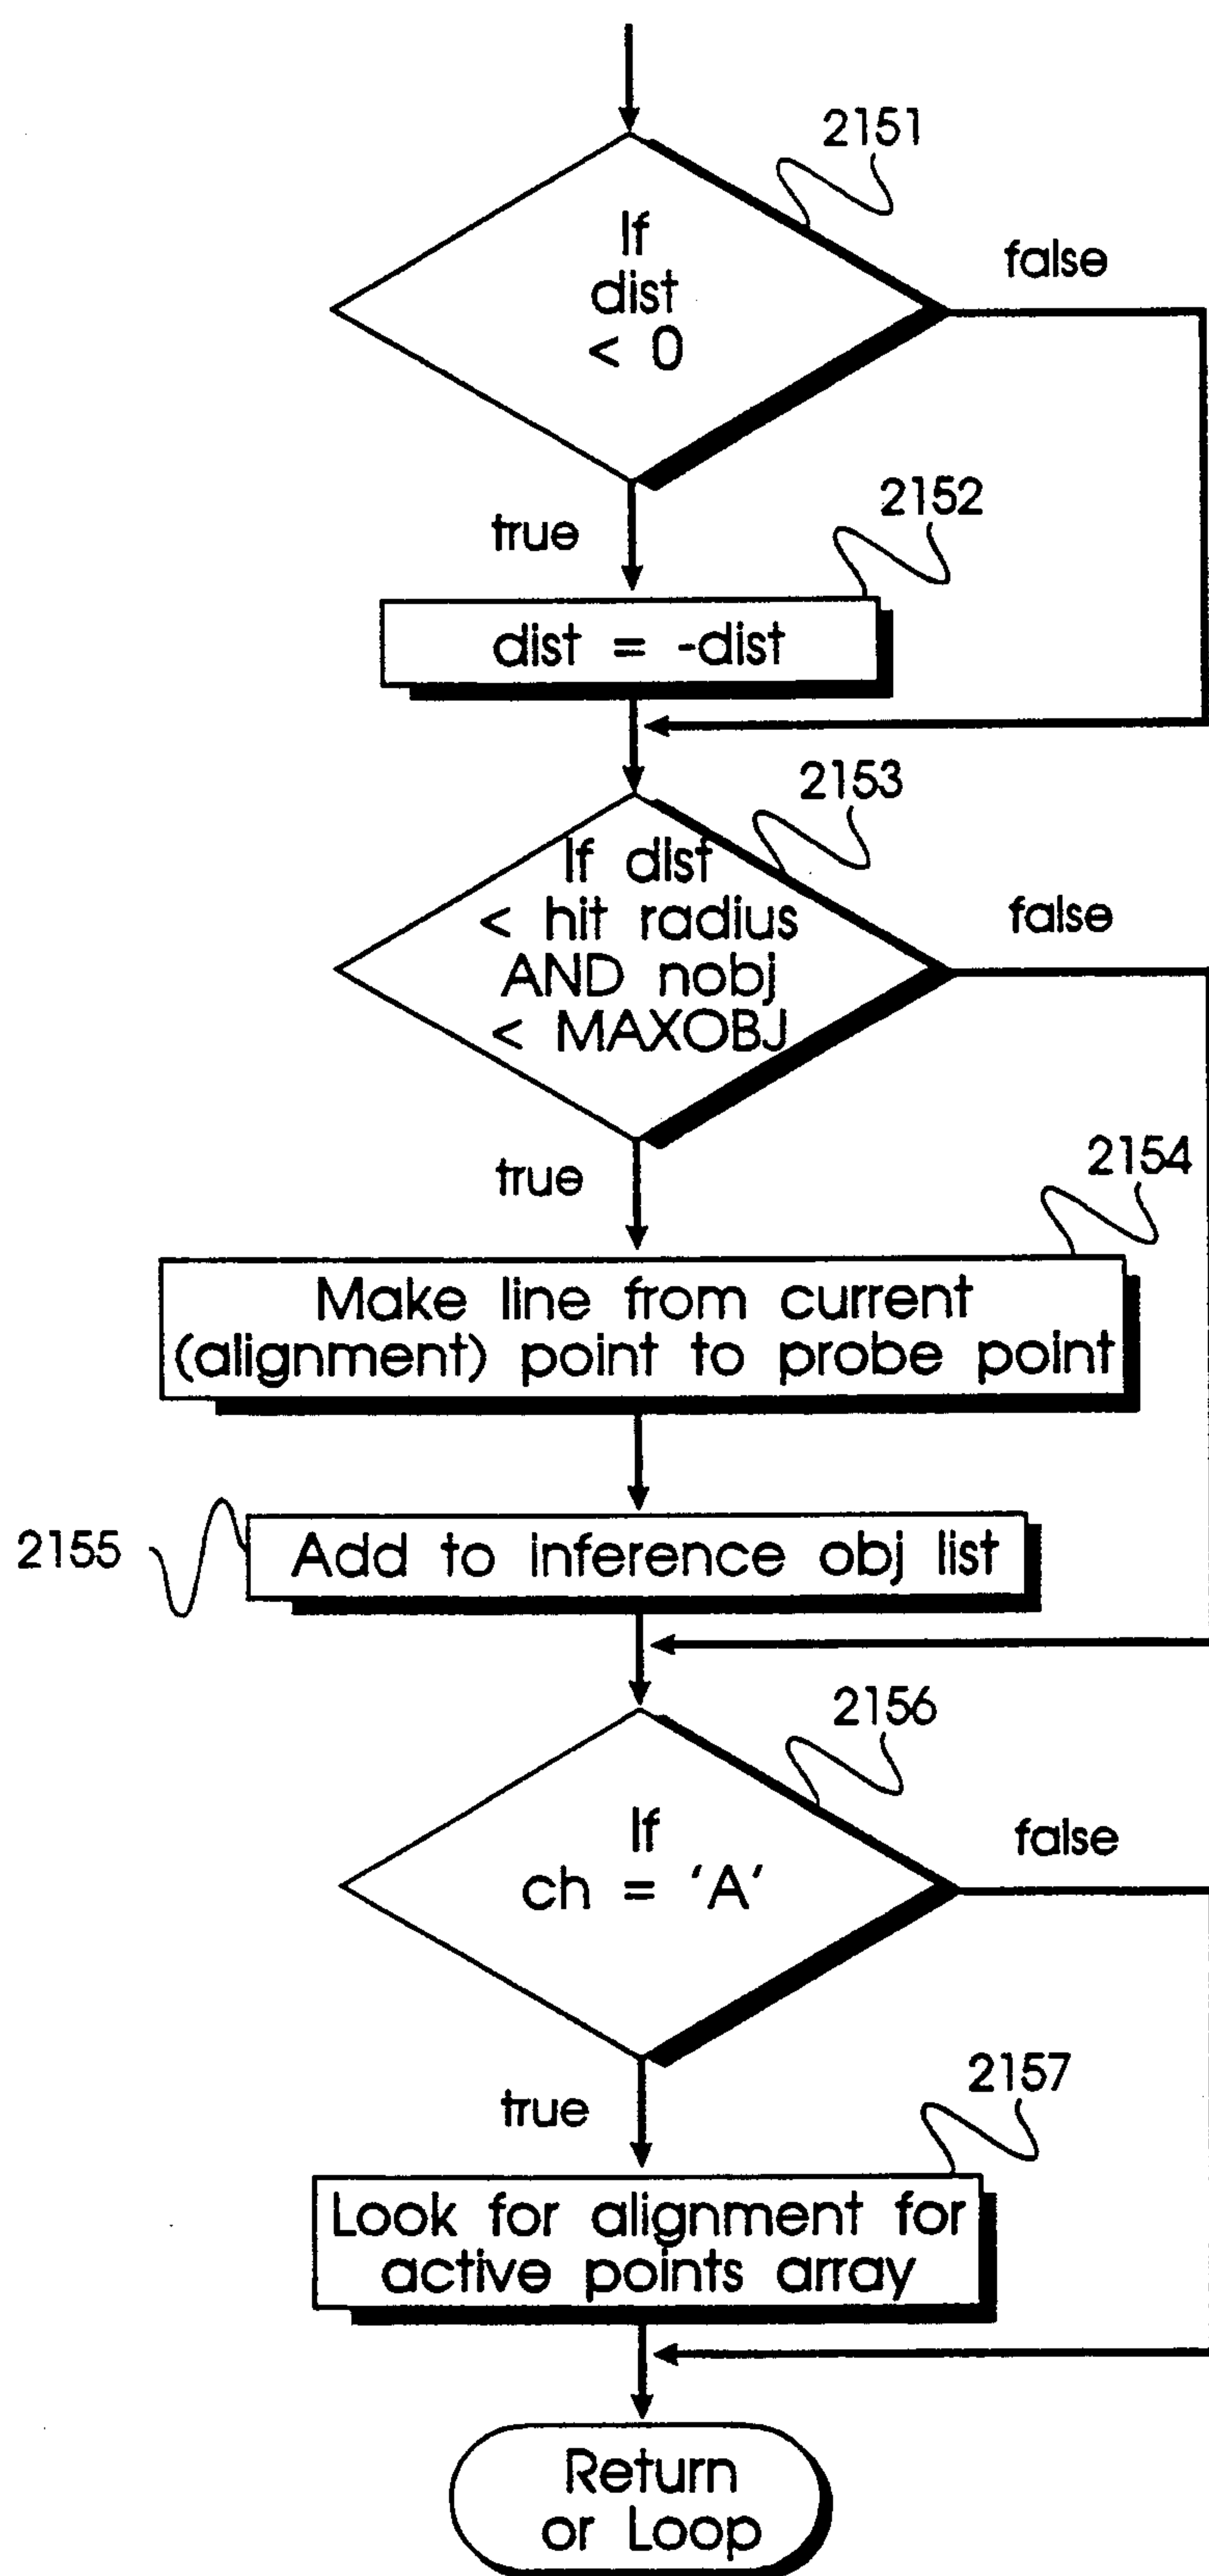 2151
If
dist
< 0
false
2152
true
dist = -dist
2153
If dist
< hit radius
AND nobj
< MAXOBJ
false
2154
true
Make line from current
(alignment) point to probe point
2155
Add to inference obj list
2156
If
ch = 'A'
false
2157
true
Look for alignment for
active points array
Return
or Loop